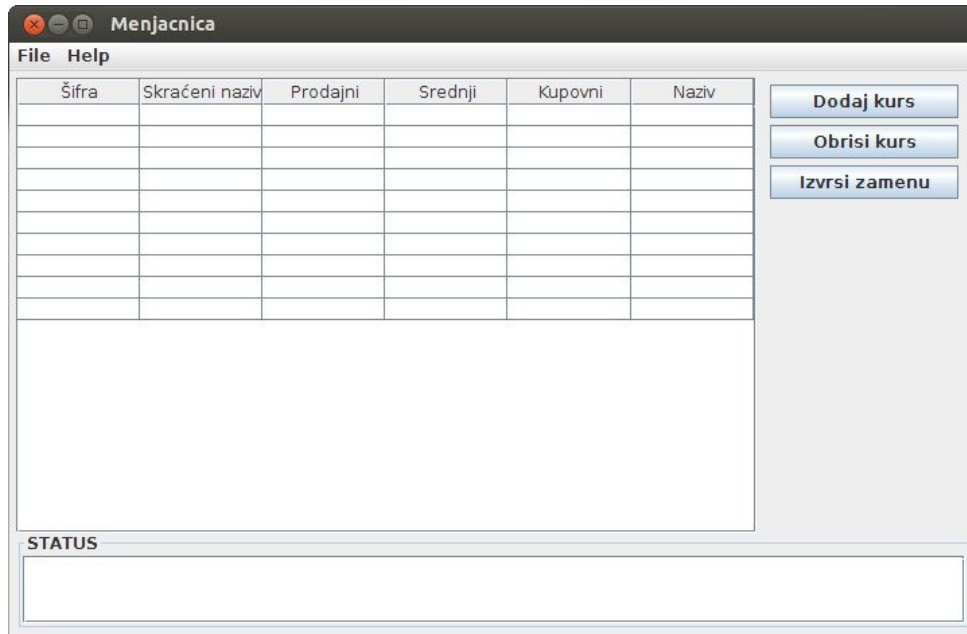 Menjacnica
File Help
Šifra Skraćeni naziv Prodajni Srednji Kupovni Naziv
Dodaj kurs
Obrisi kurs
Izvrsi zamenu
STATUS